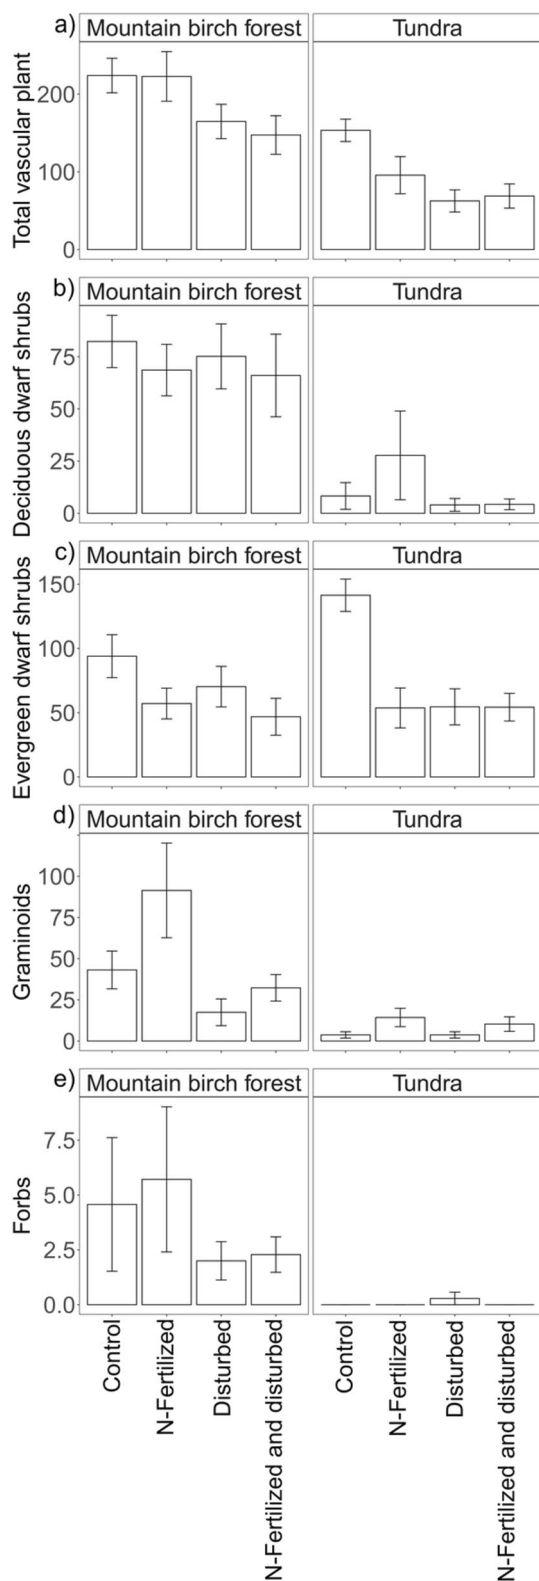 a)
Mountain birch forest
Tundra
Total vascular plant
200
100
0
b)
Mountain birch forest
Tundra
Deciduous dwarf shrubs
75
50
25
0
c)
Mountain birch forest
Tundra
Evergreen dwarf shrubs
150
100
50
0
d)
Mountain birch forest
Tundra
Graminoids
100
75
50
25
0
e)
Mountain birch forest
Tundra
Forbs
7.5
5.0
2.5
0.0
Control
N-Fertilized
Disturbed
N-Fertilized and disturbed
Control
N-Fertilized
Disturbed
N-Fertilized and disturbed